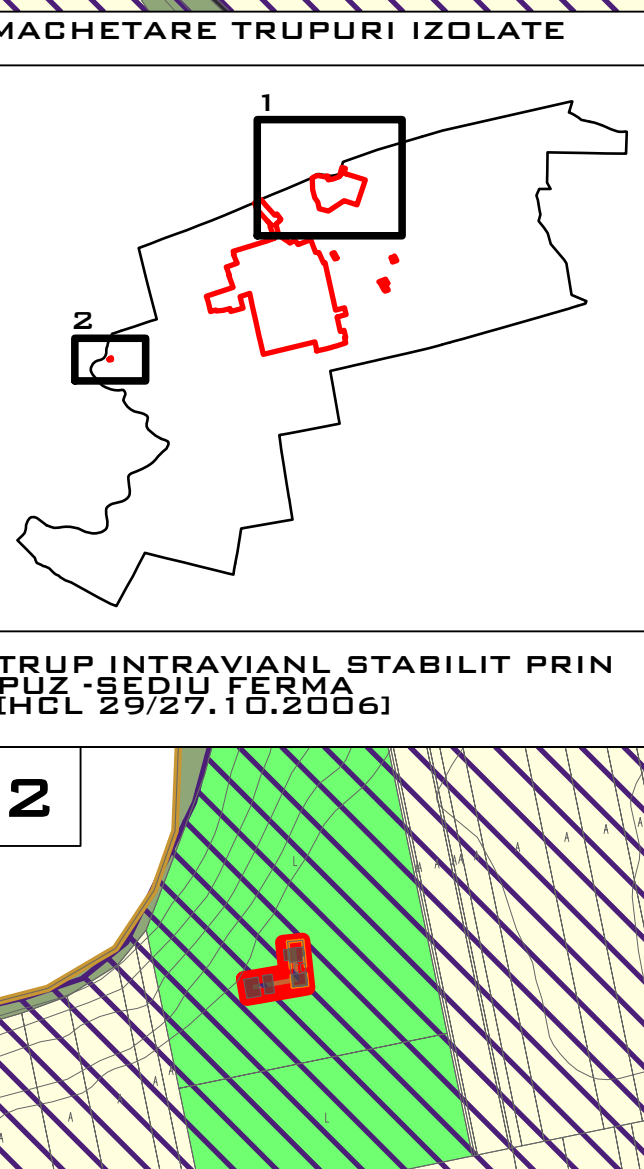 MACHETARE TRUPURI IZOLATE
1
2
TRUP INTRAVIANL STABILIT PRIN
PUZ -SEDIU FERMA
[HCL 29/27.10.2006]
2
L
A
A
A
A
A
A
A
A
A
A
A
A
A
A
L